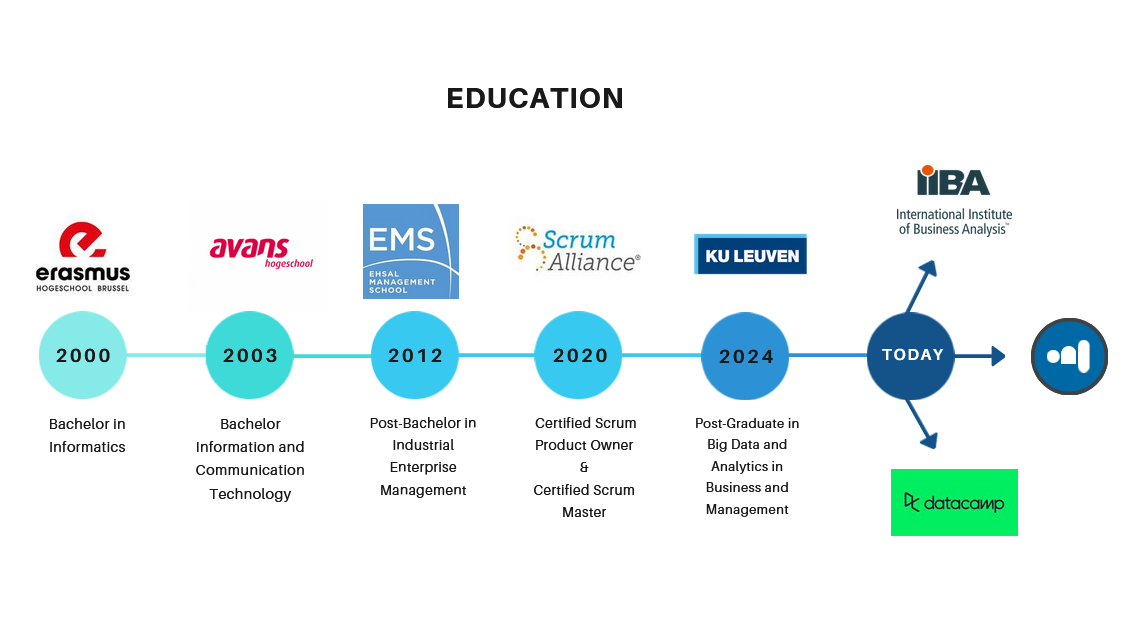 EDUCATION
erasmus
HOGESCHOOL BRUSSEL
avans
hogeschool
EMS
EHSAL
MANAGEMENT
SCHOOL
Scrum
Alliance®
KU LEUVEN
iiBA
International Institute
of Business Analysis™
2000
2003
2012
2020
2024
TODAY
Bachelor in
Informatics
Bachelor
Information and
Communication
Technology
Post-Bachelor in
Industrial
Enterprise
Management
Certified Scrum
Product Owner
&
Certified Scrum
Master
Post-Graduate in
Big Data and
Analytics in
Business and
Management
datacamp